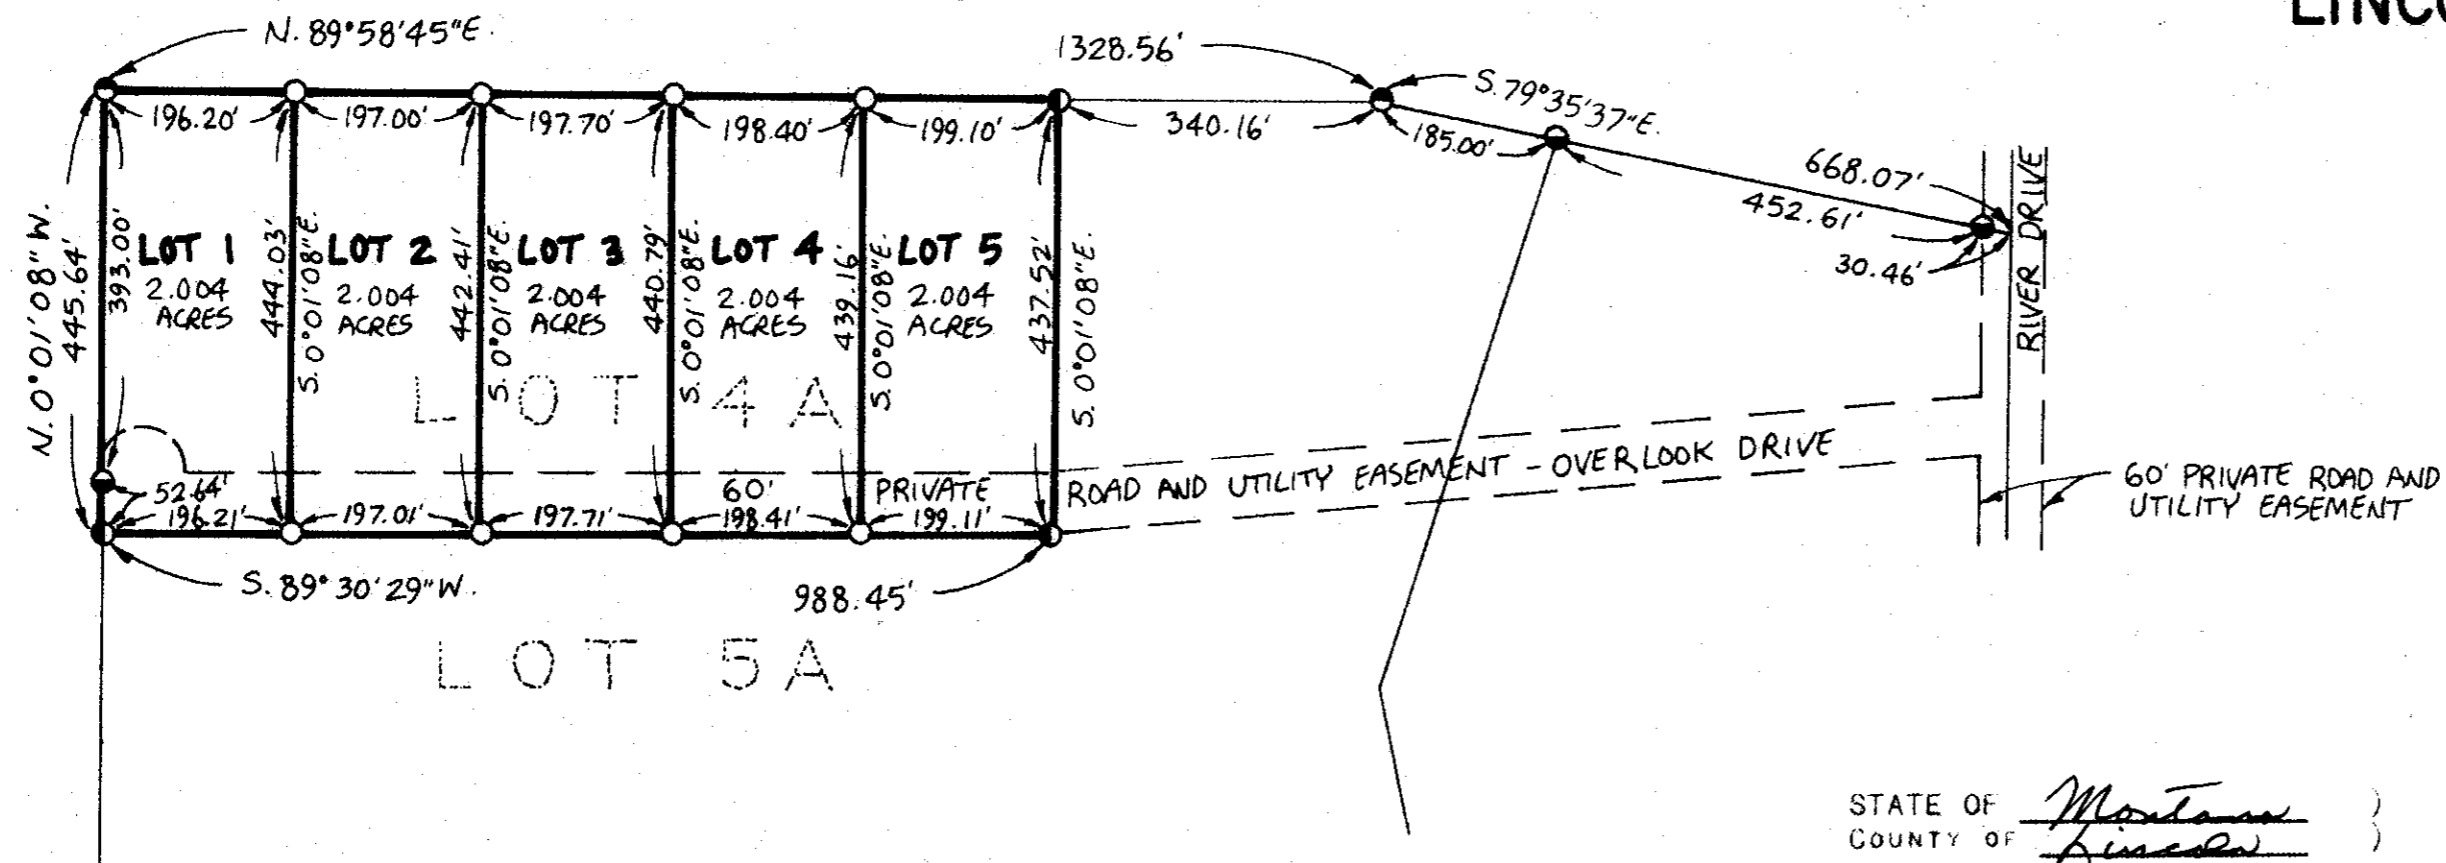 LINCO
N. 89°58'45"E.
1328.56'
S. 79°35'37"E.
196.20'
197.00'
197.70'
198.40'
199.10'
340.16'
185.00'
668.07'
452.61'
30.46'
RIVER DRIVE
N. 0°01'08" W.
445.64'
393.00'
LOT 1
2.004
ACRES
444.03'
S. 0°01'08"E.
LOT 2
2.004
ACRES
442.41'
S. 0°01'08"E.
LOT 3
2.004
ACRES
440.79'
S. 0°01'08"E.
LOT 4
2.004
ACRES
439.16'
S. 0°01'08"E.
LOT 5
2.004
ACRES
437.52'
S. 0°01'08"E.
LOT 4A
52.64'
60' PRIVATE ROAD AND UTILITY EASEMENT - OVERLOOK DRIVE
196.21'
197.01'
197.71'
198.41'
199.11'
60' PRIVATE ROAD AND
UTILITY EASEMENT
S. 89°30'29"W.
988.45'
LOT 5A
STATE OF Montana )
COUNTY OF Lincoln )